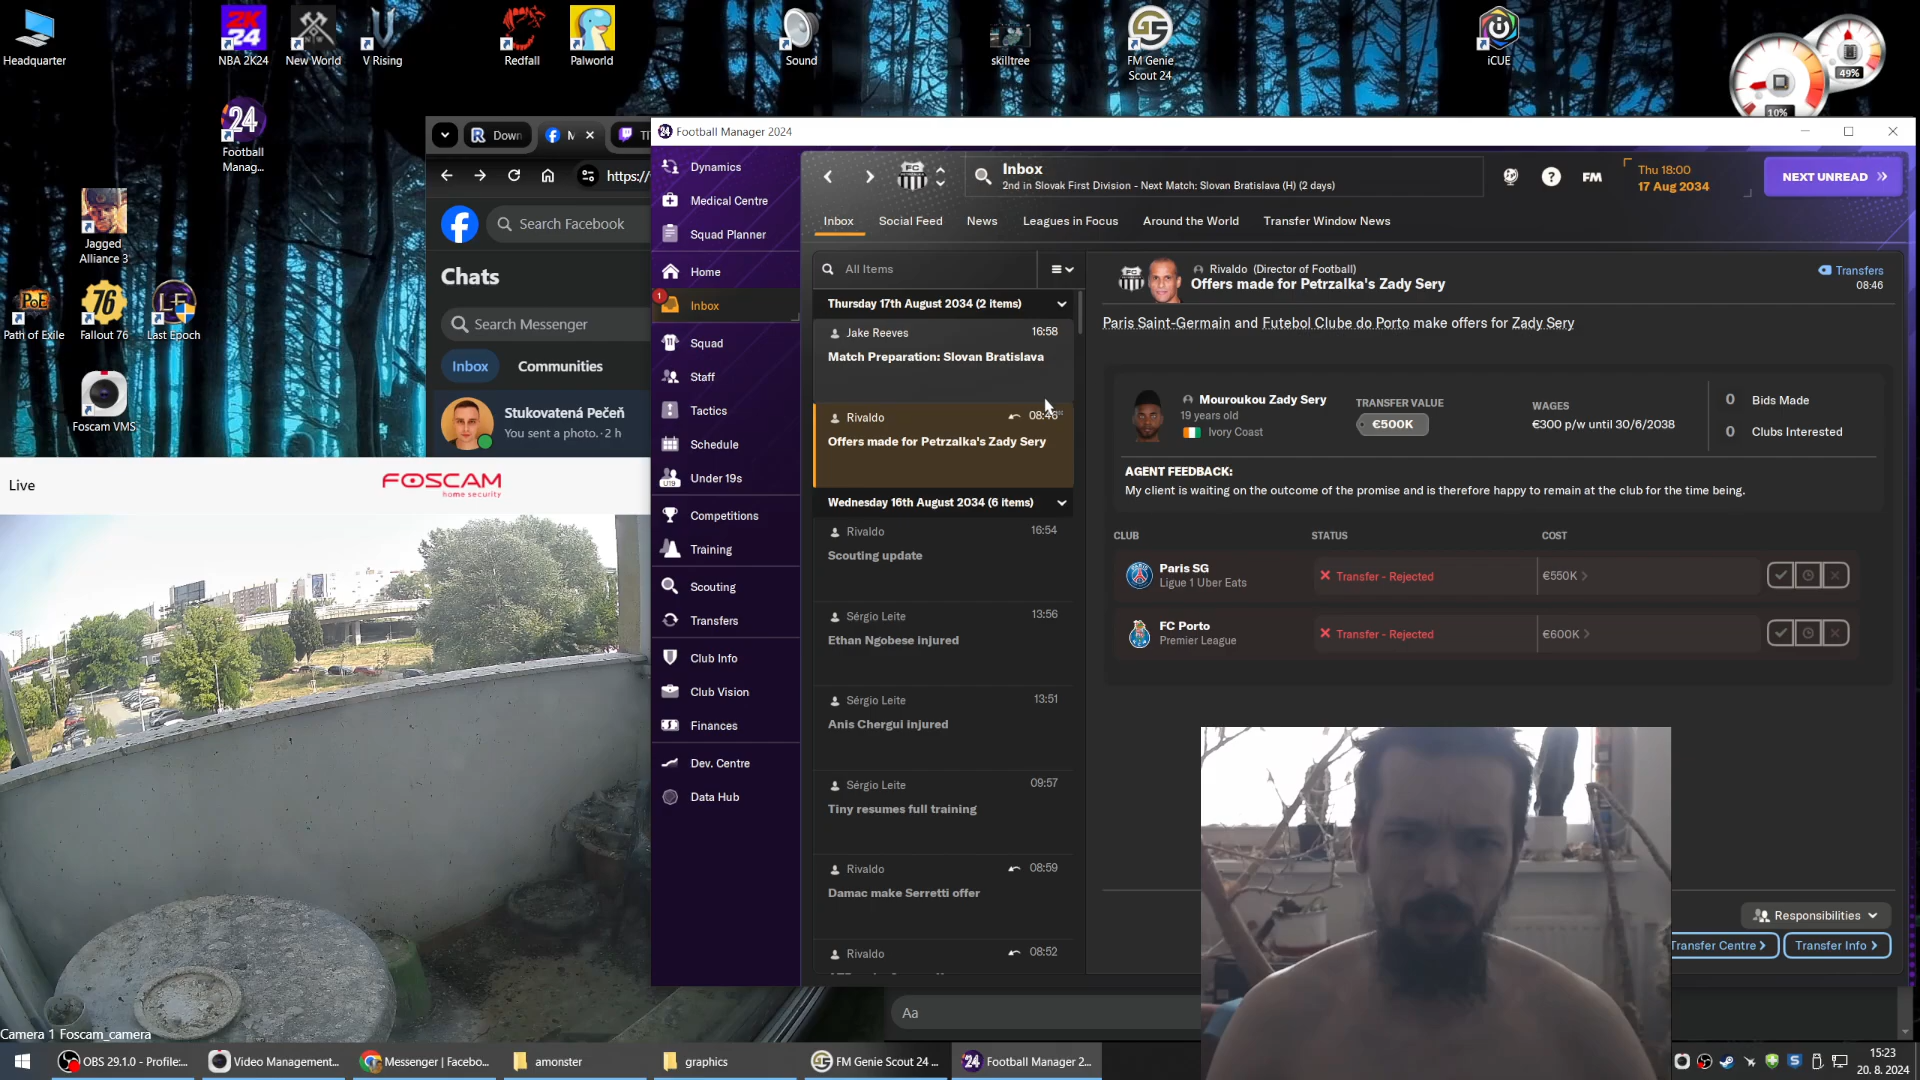 Headquarter
NBA 2K24
New World
V Rising
Redfall
Palworld
Sound
skilltree
FM Genie
Scout 24
iCUE
49%
10%
24
Football
Manag...
Jagged
Alliance 3
Path of Exile
Fallout 76
Last Epoch
Foscam VMS
Down
https://
Search Facebook
Chats
Search Messenger
Inbox
Communities
Stukovatená Pečeň
You sent a photo. · 2 h
Live
FOSCAM
home security
Camera 1 Foscam_camera
Football Manager 2024
Dynamics
Medical Centre
Squad Planner
Home
1
Inbox
Squad
Staff
Tactics
Schedule
Under 19s
Competitions
Training
Scouting
Transfers
Club Info
Club Vision
Finances
Dev. Centre
Data Hub
Inbox
2nd in Slovak First Division - Next Match: Slovan Bratislava (H) (2 days)
FM
Thu 18:00
17 Aug 2034
NEXT UNREAD
Inbox
Social Feed
News
Leagues in Focus
Around the World
Transfer Window News
All Items
Thursday 17th August 2034 (2 items)
Jake Reeves
16:58
Match Preparation: Slovan Bratislava
Rivaldo
08:46
Offers made for Petrzalka's Zady Sery
Wednesday 16th August 2034 (6 items)
Rivaldo
16:54
Scouting update
Sérgio Leite
13:56
Ethan Ngobese injured
Sérgio Leite
13:51
Anis Chergui injured
Sérgio Leite
09:57
Tiny resumes full training
Rivaldo
08:59
Damac make Serretti offer
Rivaldo
08:52
Rivaldo (Director of Football)
Offers made for Petrzalka's Zady Sery
Transfers
08:46
Paris Saint-Germain and Futebol Clube do Porto make offers for Zady Sery
Mouroukou Zady Sery
19 years old
Ivory Coast
TRANSFER VALUE
€500K
WAGES
€300 p/w until 30/6/2038
0 Bids Made
0 Clubs Interested
AGENT FEEDBACK:
My client is waiting on the outcome of the promise and is therefore happy to remain at the club for the time being.
CLUB
STATUS
COST
Paris SG
Ligue 1 Uber Eats
Transfer - Rejected
€550K
FC Porto
Premier League
Transfer - Rejected
€600K
Responsibilities
Transfer Centre
Transfer Info
Aa
OBS 29.1.0 - Profile:...
Video Management...
Messenger | Facebo...
amonster
graphics
FM Genie Scout 24 ...
Football Manager 2...
15:23
20. 8. 2024